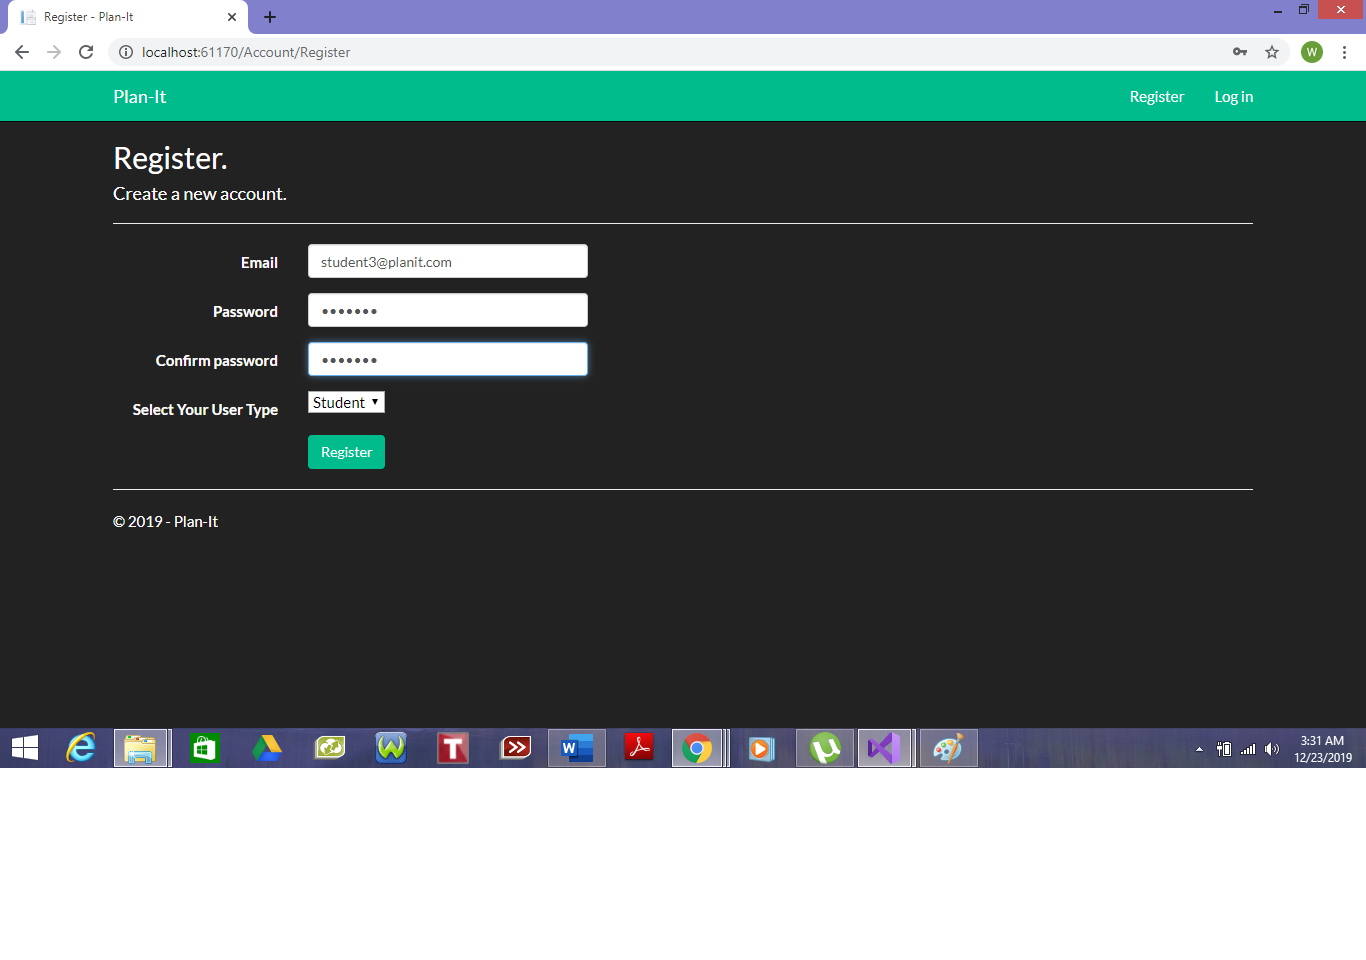 Register - Plan-It
localhost:61170/Account/Register
W
Plan-It
Register
Log in
Register.
Create a new account.
Email
student3@planit.com
Password
•••••••
Confirm password
•••••••
Select Your User Type
Student
Register
© 2019 - Plan-It
3:31 AM
12/23/2019